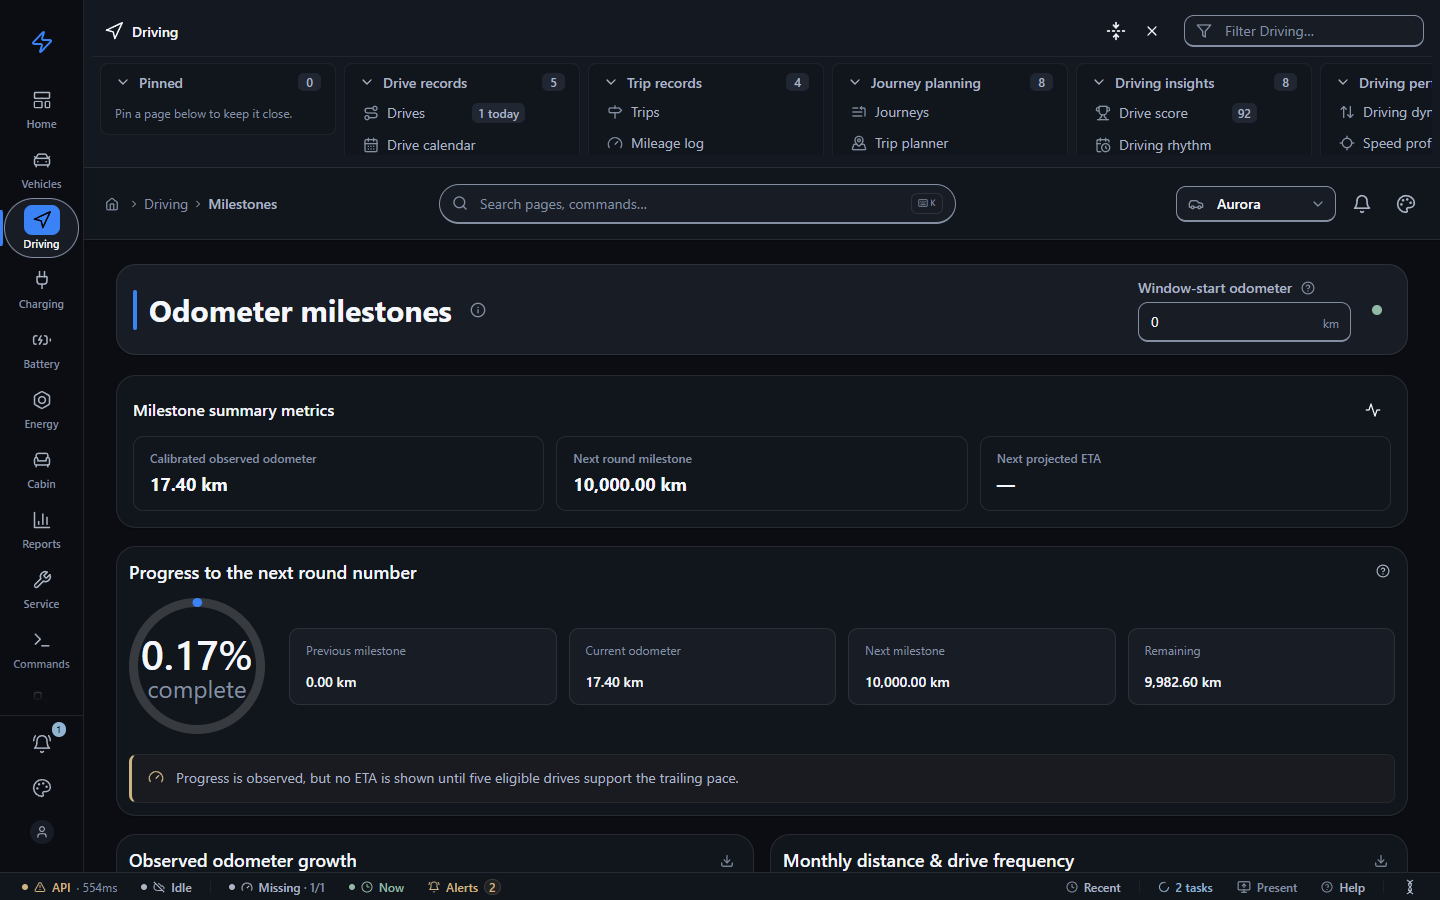 Driving
Filter Driving...
Pinned 0
Pin a page below to keep it close.
Drive records 5
Drives 1 today
Drive calendar
Trip records 4
Trips
Mileage log
Journey planning 8
Journeys
Trip planner
Driving insights 8
Drive score 92
Driving rhythm
Driving per
Driving dyr
Speed prof
Home
Vehicles
Driving
Charging
Battery
Energy
Cabin
Reports
Service
Commands
1
Driving
Milestones
Search pages, commands...
K
Aurora
Odometer milestones
Window-start odometer
0 km
Milestone summary metrics
Calibrated observed odometer
17.40 km
Next round milestone
10,000.00 km
Next projected ETA
—
Progress to the next round number
0.17%
complete
Previous milestone
0.00 km
Current odometer
17.40 km
Next milestone
10,000.00 km
Remaining
9,982.60 km
Progress is observed, but no ETA is shown until five eligible drives support the trailing pace.
Observed odometer growth
Monthly distance & drive frequency
API · 554ms
Idle
Missing · 1/1
Now
Alerts 2
Recent
2 tasks
Present
Help